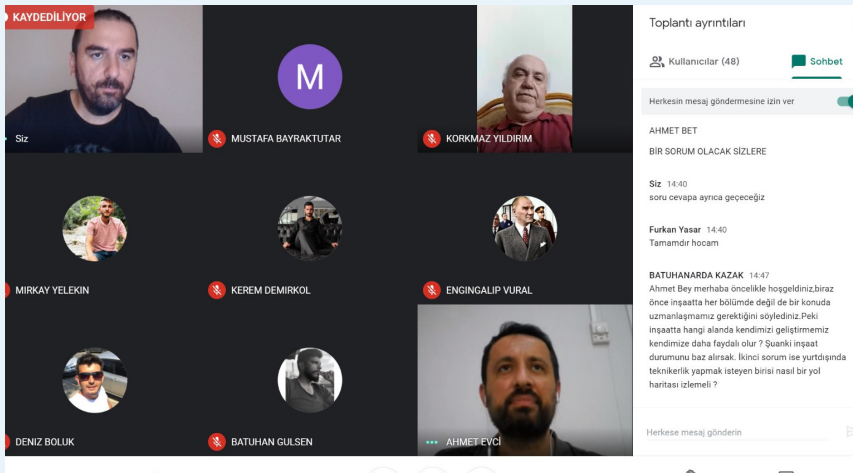 KAYDEDİLİYOR
Siz
M
MUSTAFA BAYRAKTUTAR
KORKMAZ YILDIRIM
MIRKAY YELEKIN
KEREM DEMIRKOL
ENGINGALIP VURAL
DENIZ BOLUK
BATUHAN GULSEN
AHMET EVCİ
Toplantı ayrıntıları
Kullanıcılar (48)
Sohbet
Herkesin mesaj göndermesine izin ver
AHMET BET
BİR SORUM OLACAK SİZLERE
Siz 14:40
soru cevapa ayrıca geçeceğiz
Furkan Yasar 14:40
Tamamdır hocam
BATUHANARDA KAZAK 14:47
Ahmet Bey merhaba öncelikle hoşgeldiniz,biraz
önce inşaatta her bölümde değil de bir konuda
uzmanlaşmamız gerektiğini söylediniz.Peki
inşaatta hangi alanda kendimizi geliştirmemiz
kendimize daha faydalı olur ? Şuanki inşaat
durumunu baz alırsak. İkinci sorum ise yurtdışında
teknikerlik yapmak isteyen birisi nasıl bir yol
haritası izlemeli ?
Herkese mesaj gönderin